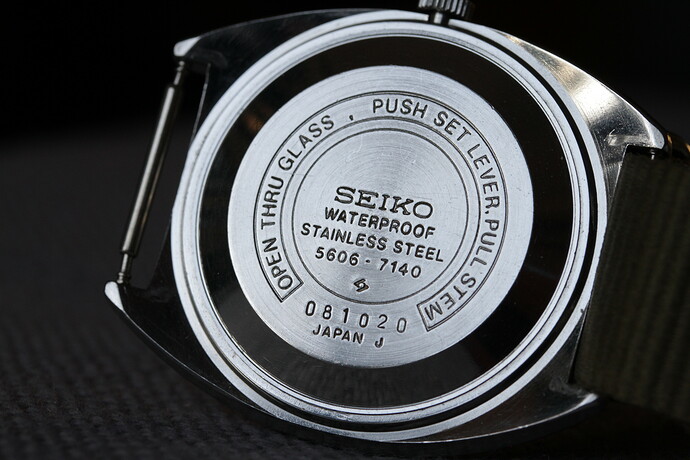 OPEN THRU GLASS , PUSH SET LEVER. PULL STEM
SEIKO
WATERPROOF
STAINLESS STEEL
5606 - 7140
081020
JAPAN J